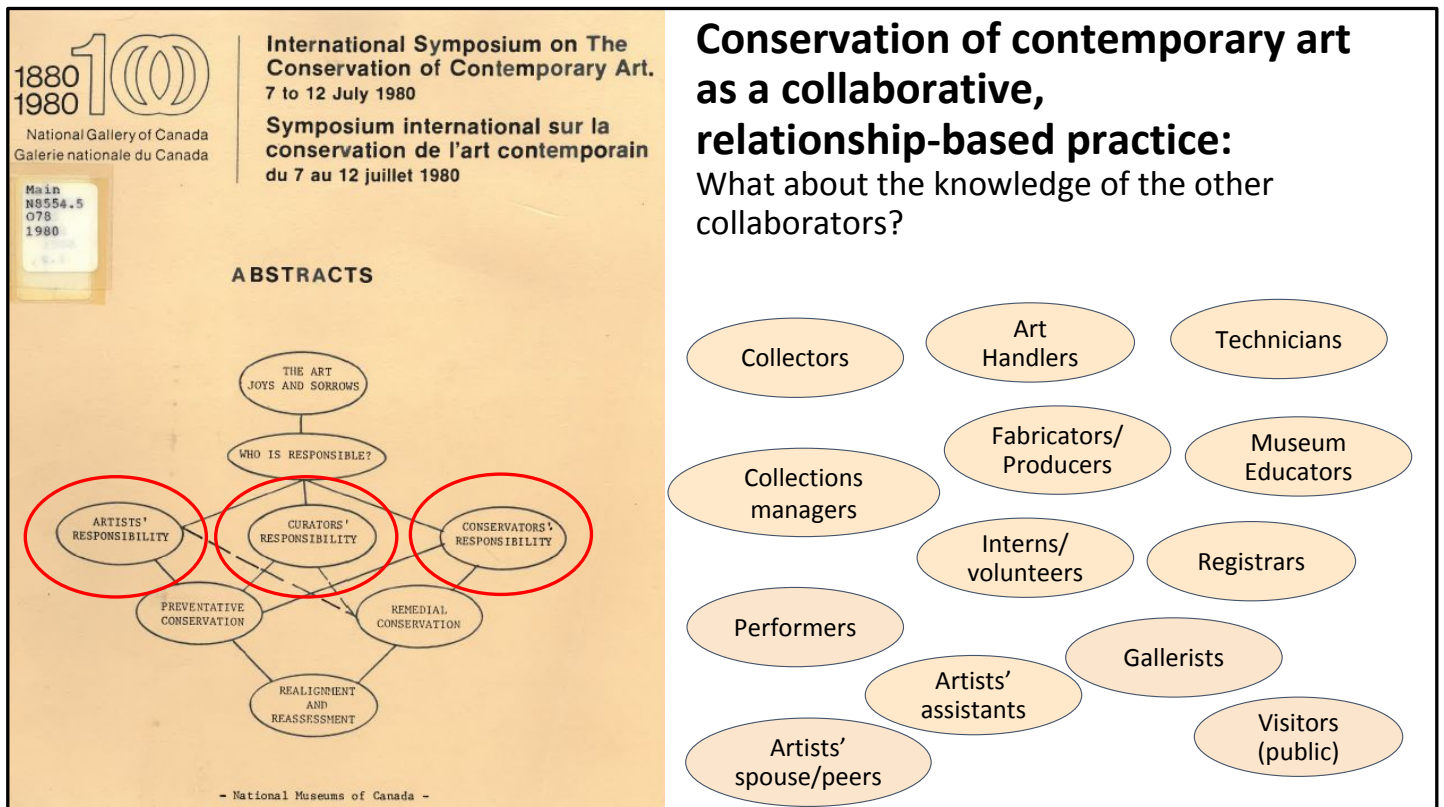 1880
1980
100
National Gallery of Canada
Galerie nationale du Canada
International Symposium on The
Conservation of Contemporary Art.
7 to 12 July 1980
Symposium international sur la
conservation de l'art contemporain
du 7 au 12 juillet 1980
Main
N8554.5
O78
1980
ABSTRACTS
THE ART
JOYS AND SORROWS
WHO IS RESPONSIBLE?
ARTISTS'
RESPONSIBILITY
CURATORS'
RESPONSIBILITY
CONSERVATORS'
RESPONSIBILITY
PREVENTATIVE
CONSERVATION
REMEDIAL
CONSERVATION
REALIGNMENT
AND
REASSESSMENT
- National Museums of Canada -
Conservation of contemporary art
as a collaborative,
relationship-based practice:
What about the knowledge of the other
collaborators?
Collectors
Art
Handlers
Technicians
Collections
managers
Fabricators/
Producers
Museum
Educators
Interns/
volunteers
Registrars
Performers
Artists'
assistants
Gallerists
Artists'
spouse/peers
Visitors
(public)